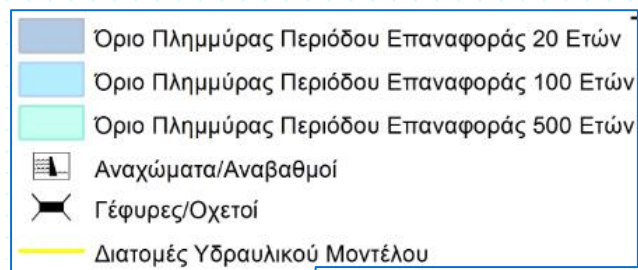 Όριο Πλημμύρας Περιόδου Επαναφοράς 20 Ετών
Όριο Πλημμύρας Περιόδου Επαναφοράς 100 Ετών
Όριο Πλημμύρας Περιόδου Επαναφοράς 500 Ετών
Αναχώματα/Αναβαθμοί
Γέφυρες/Οχετοί
Διατομές Υδραυλικού Μοντέλου